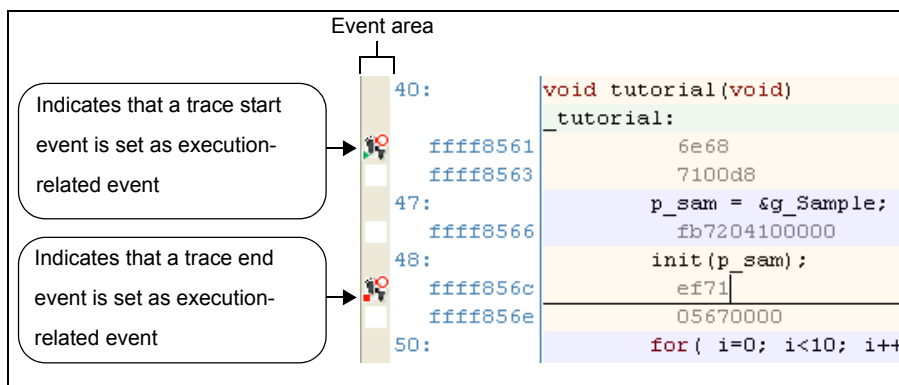 Event area
Indicates that a trace start
event is set as execution-
related event
40: void tutorial(void)
_tutorial:
ffff8561 6e68
ffff8563 7100d8
47: p_sam = &g_Sample;
ffff8566 fb7204100000
Indicates that a trace end
event is set as execution-
related event
48: init(p_sam);
ffff856c ef71
ffff856e 05670000
50: for( i=0; i<10; i++